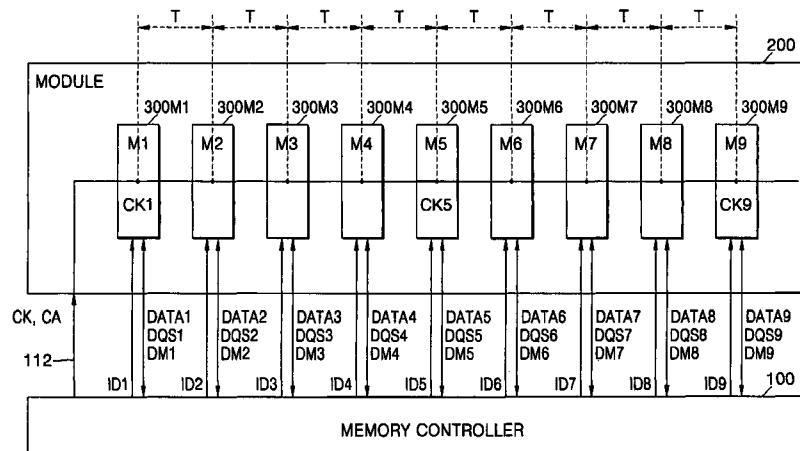 T T T T T T T T
200
MODULE
300M1 300M2 300M3 300M4 300M5 300M6 300M7 300M8 300M9
M1 M2 M3 M4 M5 M6 M7 M8 M9
CK1 CK5 CK9
CK, CA DATA1 DATA2 DATA3 DATA4 DATA5 DATA6 DATA7 DATA8 DATA9
DQS1 DQS2 DQS3 DQS4 DQS5 DQS6 DQS7 DQS8 DQS9
112 DM1 DM2 DM3 DM4 DM5 DM6 DM7 DM8 DM9
ID1 ID2 ID3 ID4 ID5 ID6 ID7 ID8 ID9 100
MEMORY CONTROLLER